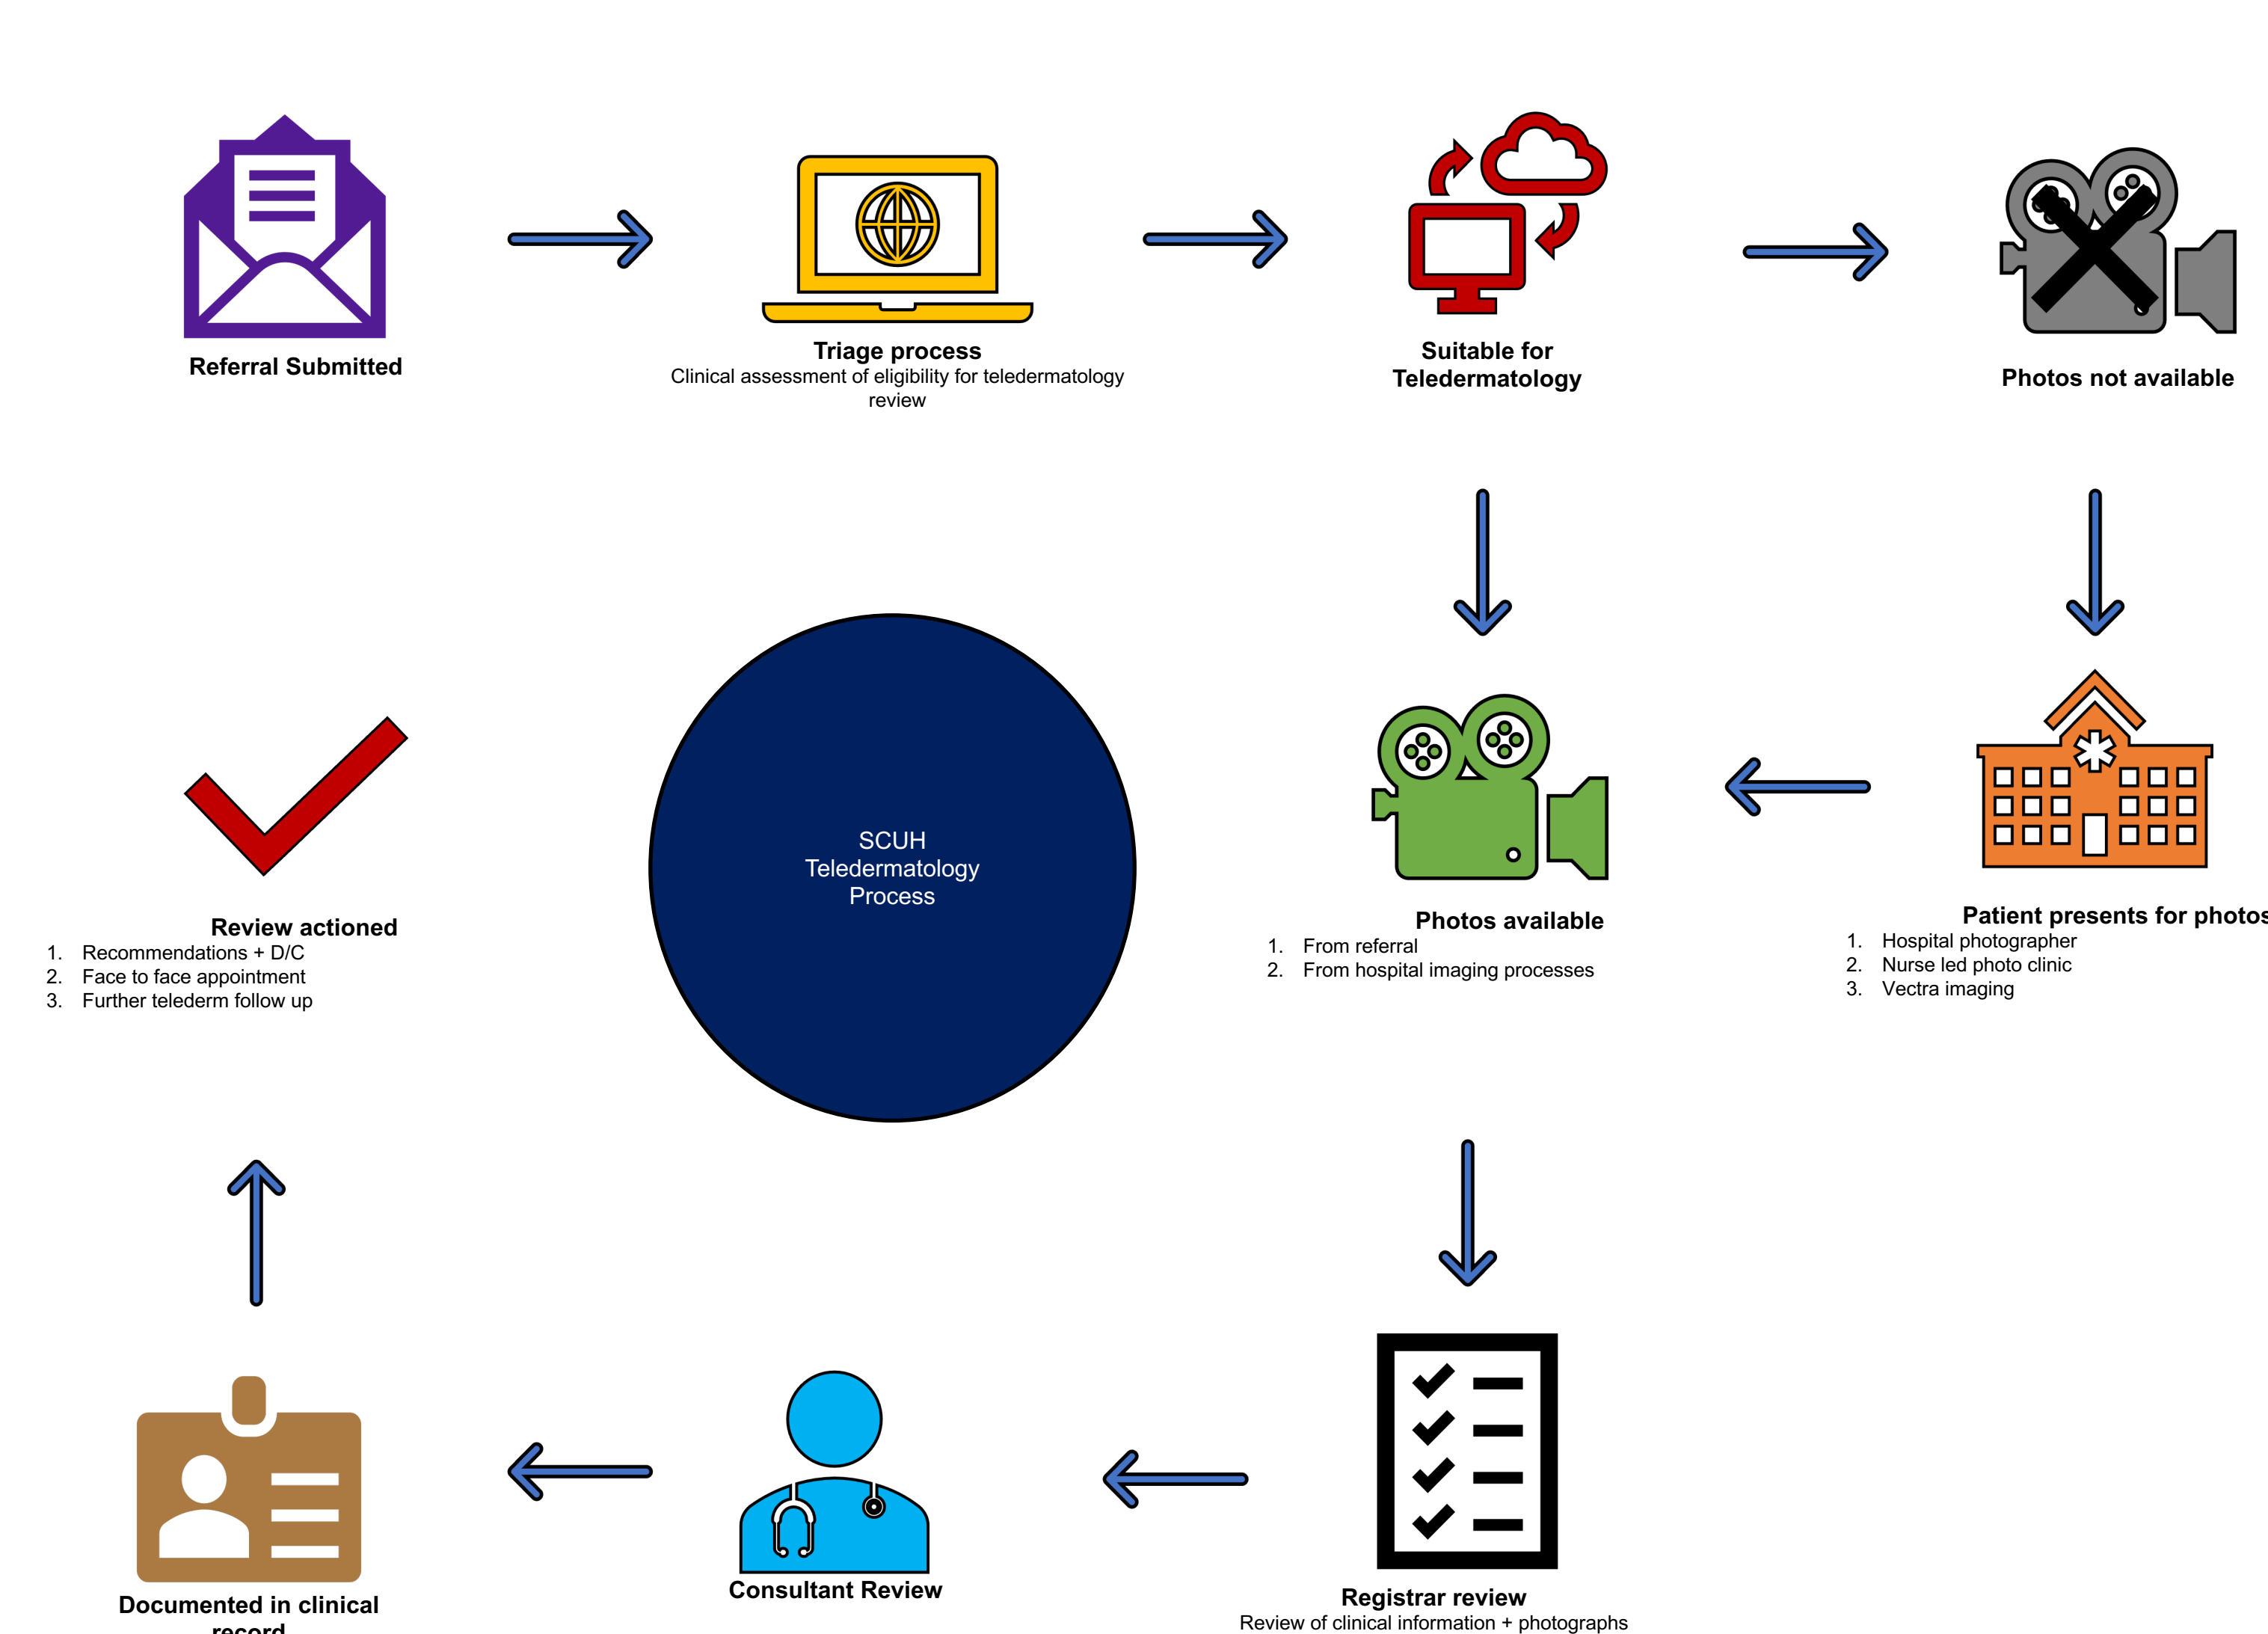 Referral Submitted
Triage process
Clinical assessment of eligibility for teledermatology
review
Suitable for
Teledermatology
Photos not available
SCUH
Teledermatology
Process
Review actioned
1. Recommendations + D/C
2. Face to face appointment
3. Further telederm follow up
Photos available
1. From referral
2. From hospital imaging processes
Patient presents for photos
1. Hospital photographer
2. Nurse led photo clinic
3. Vectra imaging
Documented in clinical
record
Consultant Review
Registrar review
Review of clinical information + photographs